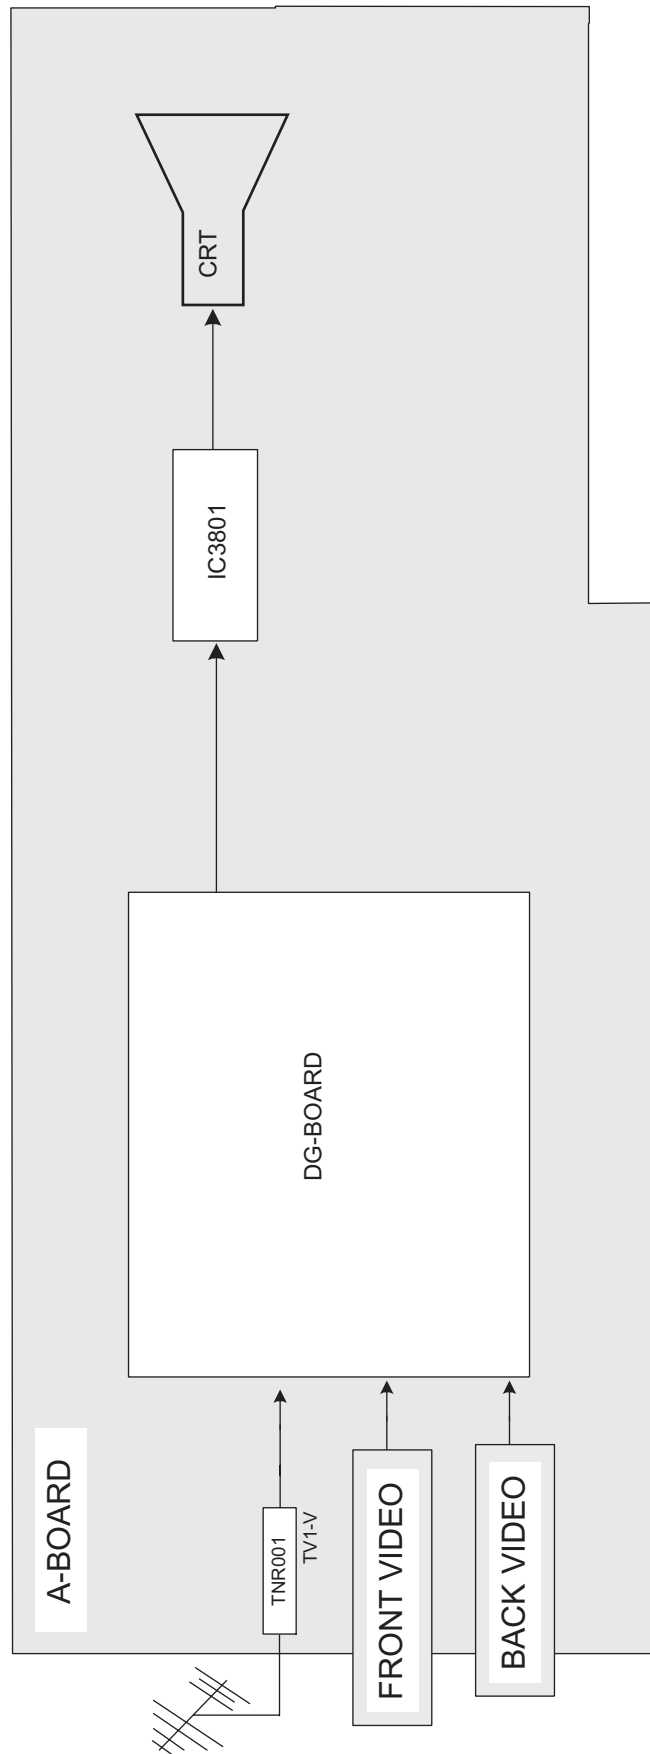 A-BOARD
TNR001
TV1-V
FRONT VIDEO
BACK VIDEO
DG-BOARD
IC3801
CRT